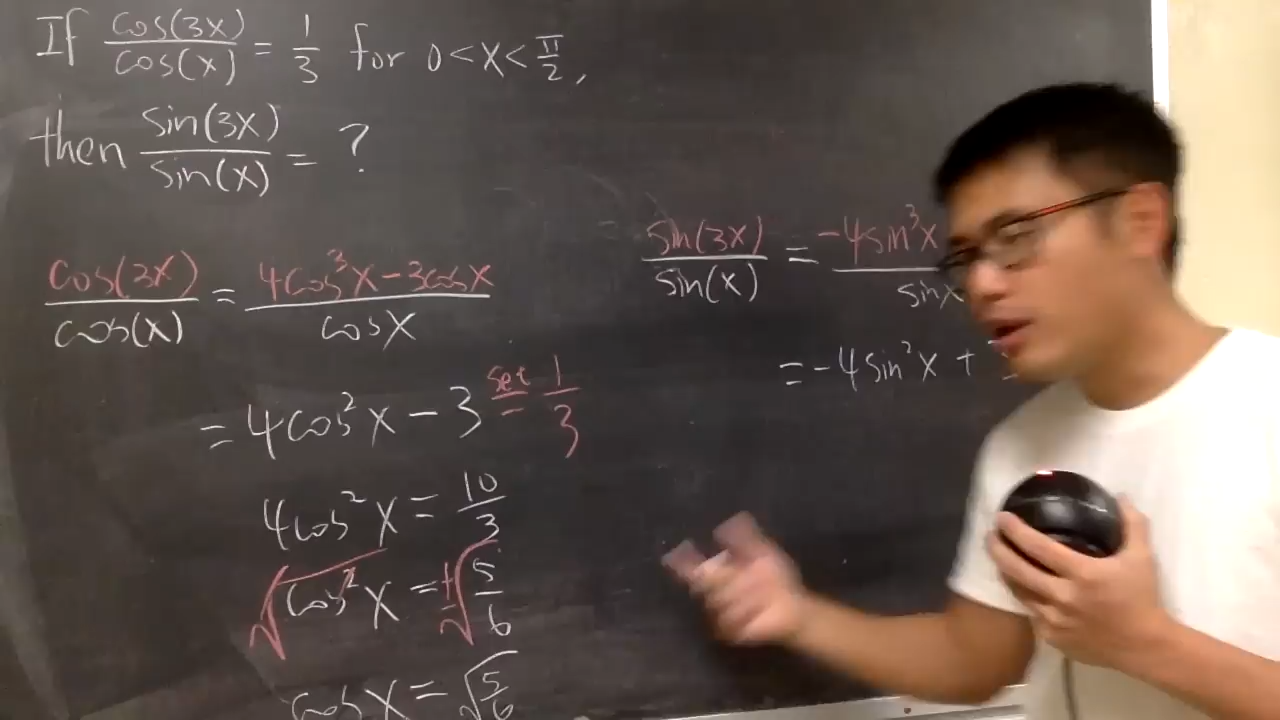 If cos(3x)/cos(x) = 1/3 for 0 < x < π/2,
then sin(3x)/sin(x) = ?
cos(3x)/cos(x) = (4cos³x - 3cosx)/cosx
= 4cos²x - 3 set= 1/3
4cos²x = 10/3
√cos²x = ±√5/6
cosx = √5/6
sin(3x)/sin(x) = -4sin³x/sinx
= -4sin²x +